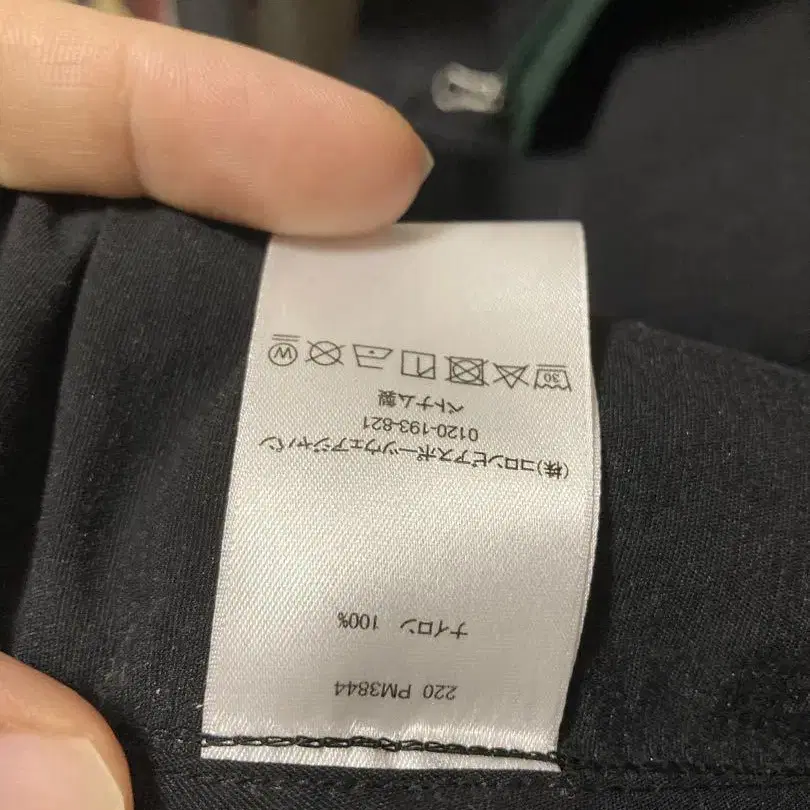 220 PM3844
ナイロン 100%
(株)コロンビアスポーツウェアジャパン
0120-193-821
ベトナム製
30
W